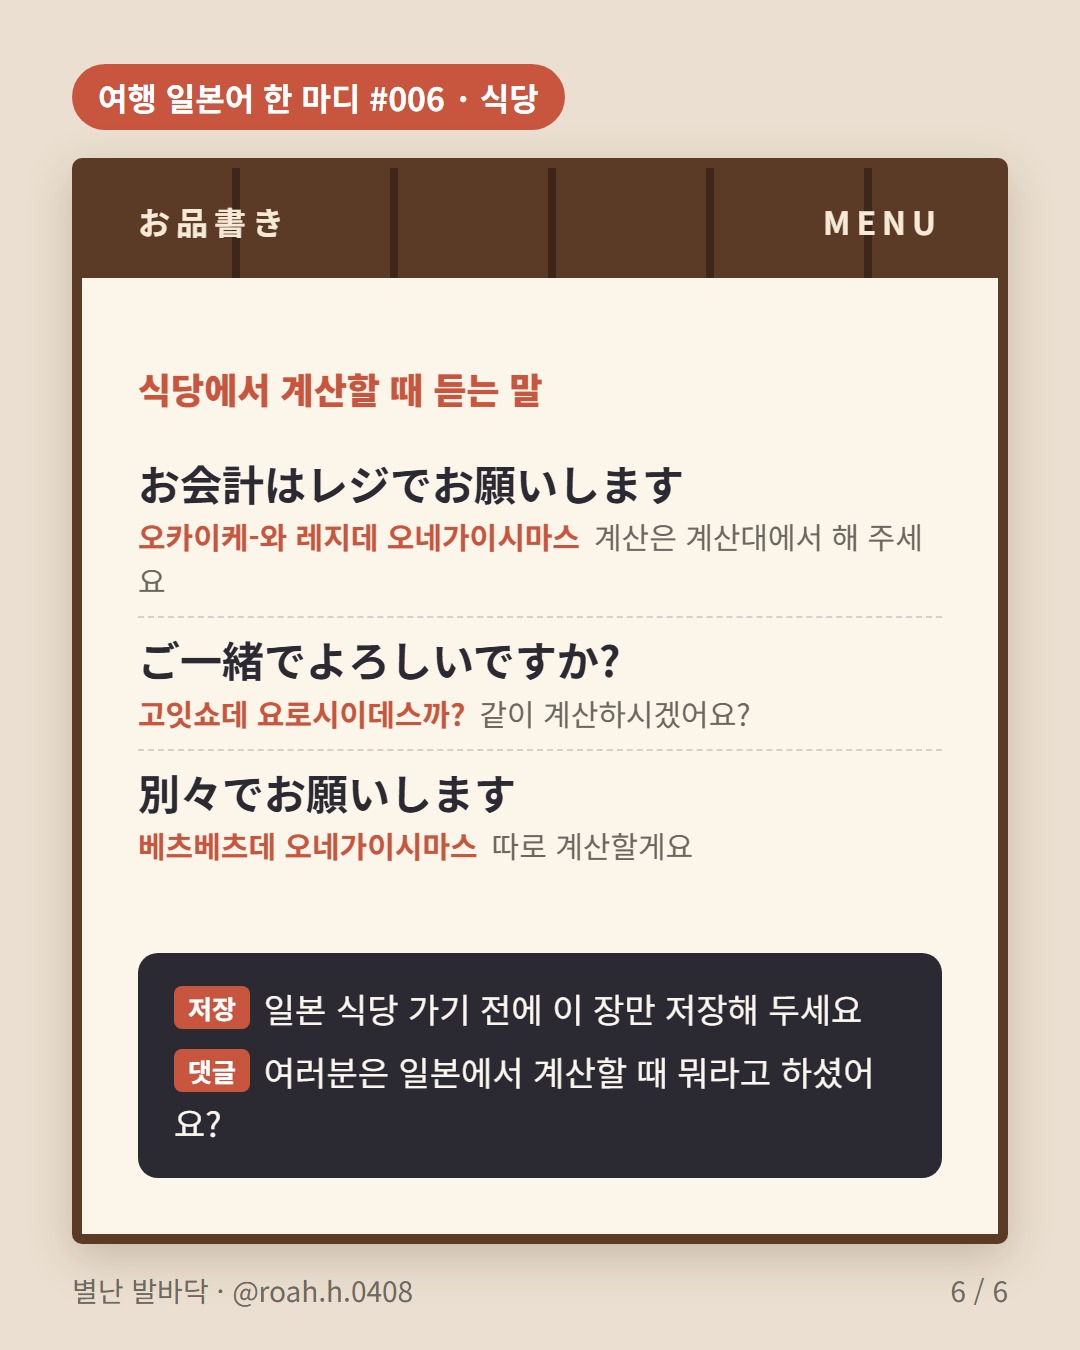 여행 일본어 한 마디 #006 · 식당
お品書き
MENU
식당에서 계산할 때 듣는 말
お会計はレジでお願いします
오카이케-와 레지데 오네가이시마스 계산은 계산대에서 해 주세
요
ご一緒でよろしいですか?
고잇쇼데 요로시이데스까? 같이 계산하시겠어요?
別々でお願いします
베츠베츠데 오네가이시마스 따로 계산할게요
저장 일본 식당 가기 전에 이 장만 저장해 두세요
댓글 여러분은 일본에서 계산할 때 뭐라고 하셨어
요?
별난 발바닥 · @roah.h.0408
6 / 6